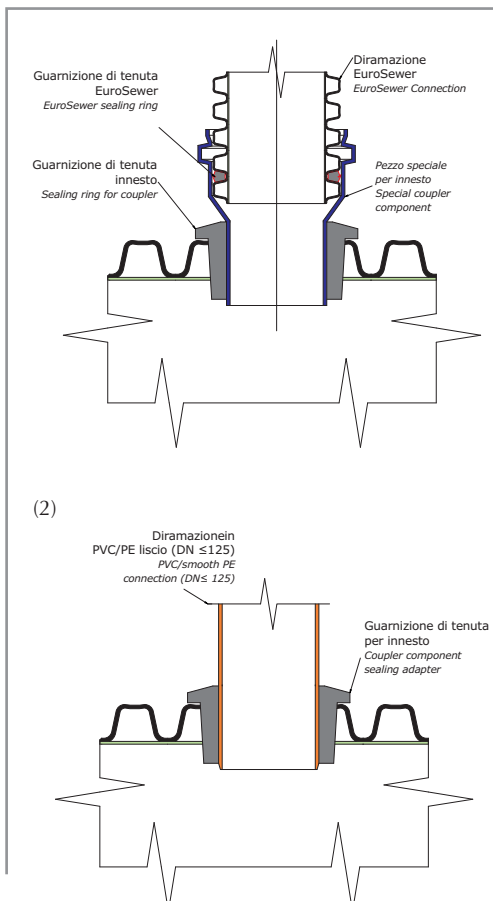 Guarnizione di tenuta
EuroSewer
EuroSewer sealing ring
Guarnizione di tenuta
innesto
Sealing ring for coupler
Diramazione
EuroSewer
EuroSewer Connection
Pezzo speciale
per innesto
Special coupler
component
(2)
Diramazionein
PVC/PE liscio (DN ≤125)
PVC/smooth PE
connection (DN≤ 125)
Guarnizione di tenuta
per innesto
Coupler component
sealing adapter